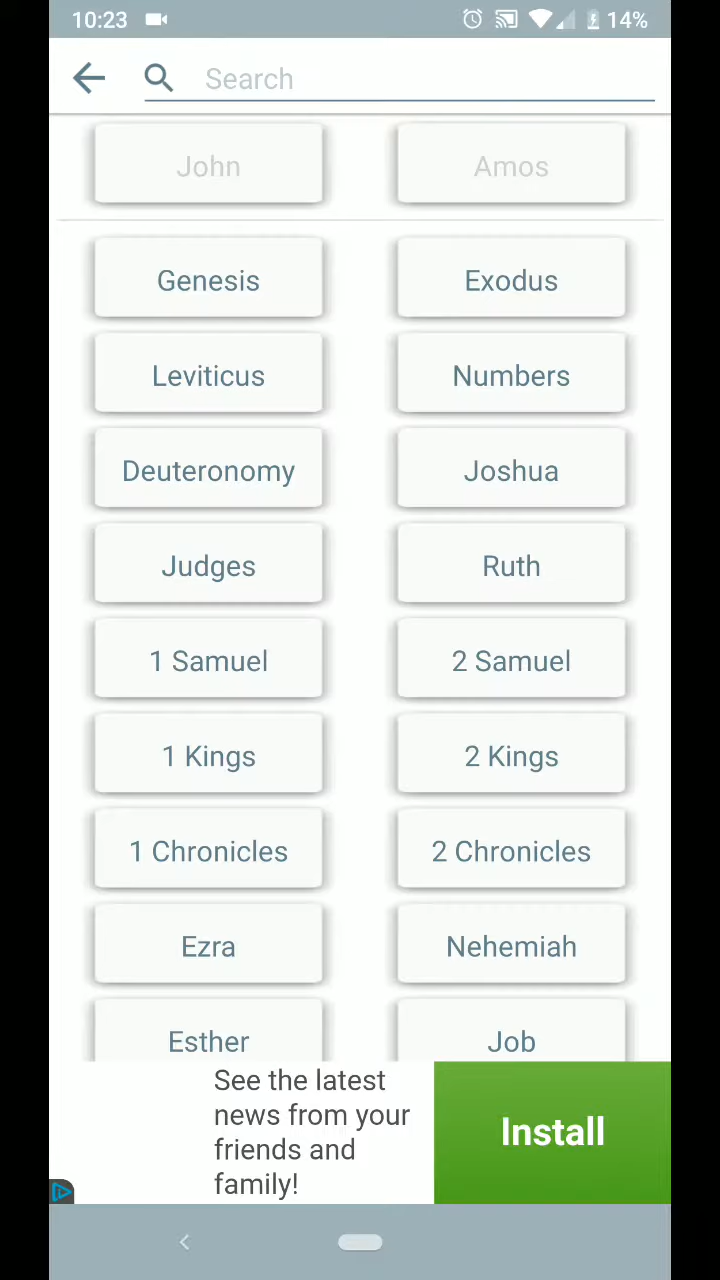 10:23 14%
Search
John Amos
Genesis Exodus
Leviticus Numbers
Deuteronomy Joshua
Judges Ruth
1 Samuel 2 Samuel
1 Kings 2 Kings
1 Chronicles 2 Chronicles
Ezra Nehemiah
Esther Job
See the latest
news from your
friends and
family!
Install